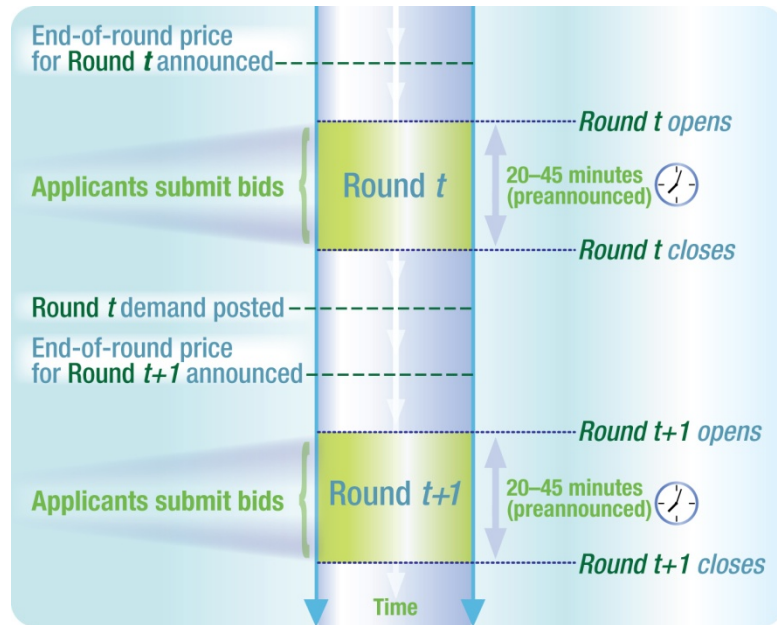 End-of-round price
for Round t announced
Round t opens
Applicants submit bids
Round t
20–45 minutes
(preannounced)
Round t closes
Round t demand posted
End-of-round price
for Round t+1 announced
Round t+1 opens
Applicants submit bids
Round t+1
20–45 minutes
(preannounced)
Round t+1 closes
Time